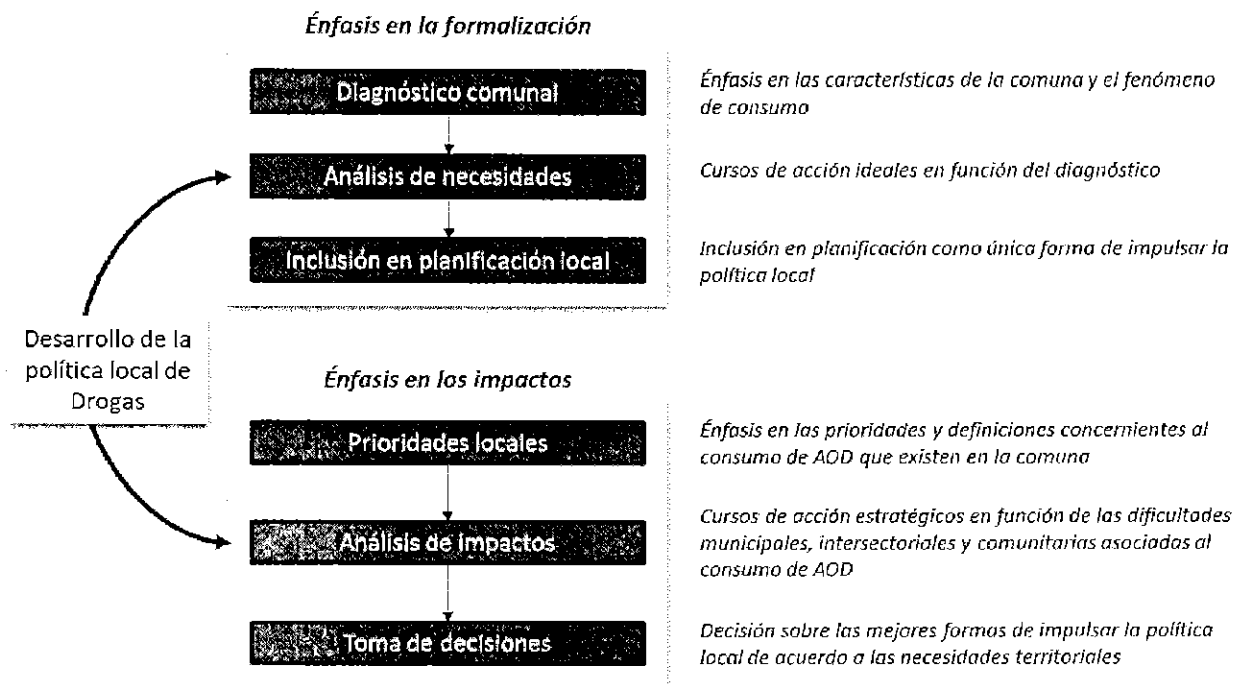 Énfasis en la formalización
Diagnóstico comunal
Énfasis en las características de la comuna y el fenómeno
de consumo
Análisis de necesidades
Cursos de acción ideales en función del diagnóstico
Inclusión en planificación local
Inclusión en planificación como única forma de impulsar la
política local
Desarrollo de la
política local de
Drogas
Énfasis en los impactos
Prioridades locales
Énfasis en las prioridades y definiciones concernientes al
consumo de AOD que existen en la comuna
Análisis de impactos
Cursos de acción estratégicos en función de las dificultades
municipales, intersectoriales y comunitarias asociadas al
consumo de AOD
Toma de decisiones
Decisión sobre las mejores formas de impulsar la política
local de acuerdo a las necesidades territoriales